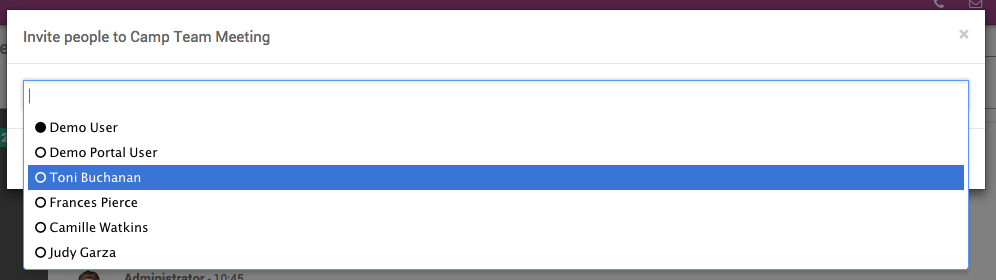 Invite people to Camp Team Meeting
×
Demo User
Demo Portal User
Toni Buchanan
Frances Pierce
Camille Watkins
Judy Garza
Administrator - 10:45